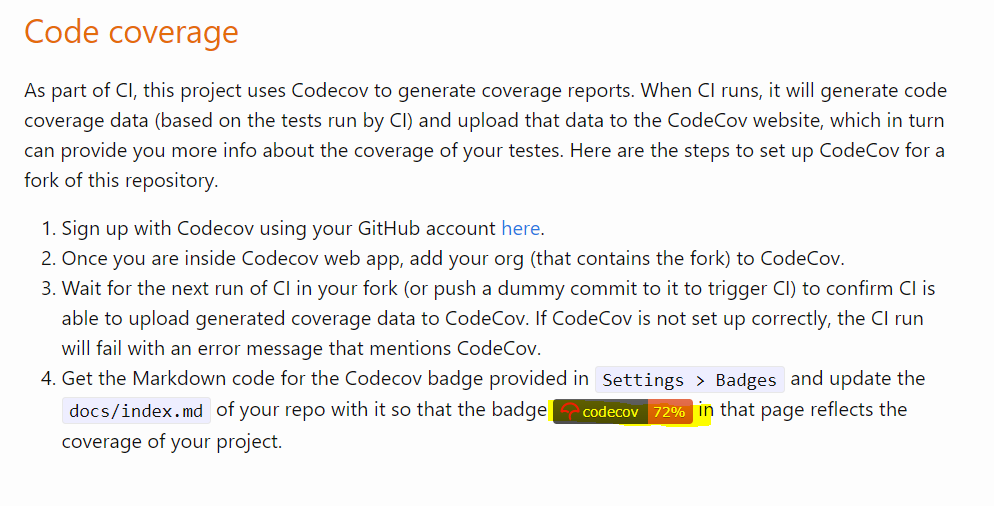 Code coverage
As part of CI, this project uses Codecov to generate coverage reports. When CI runs, it will generate code
coverage data (based on the tests run by CI) and upload that data to the CodeCov website, which in turn
can provide you more info about the coverage of your testes. Here are the steps to set up CodeCov for a
fork of this repository.
1. Sign up with Codecov using your GitHub account here.
2. Once you are inside Codecov web app, add your org (that contains the fork) to CodeCov.
3. Wait for the next run of CI in your fork (or push a dummy commit to it to trigger CI) to confirm CI is
able to upload generated coverage data to CodeCov. If CodeCov is not set up correctly, the CI run
will fail with an error message that mentions CodeCov.
4. Get the Markdown code for the Codecov badge provided in Settings > Badges and update the
docs/index.md of your repo with it so that the badge codecov 72% in that page reflects the
coverage of your project.